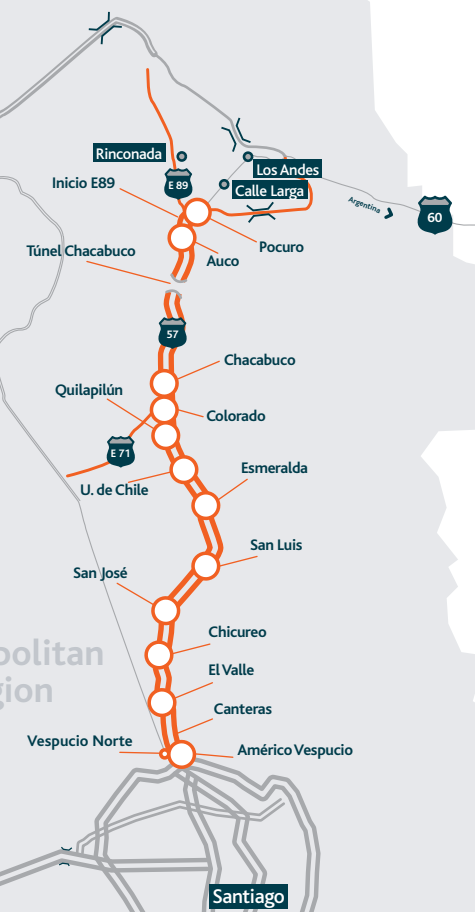 Rinconada
Los Andes
E 89
Inicio E89
Calle Larga
Argentina
60
Pocuro
Túnel Chacabuco
Auco
57
Chacabuco
Quilapilún
Colorado
E 71
Esmeralda
U. de Chile
San Luis
San José
Chicureo
politan
El Valle
gion
Canteras
Vespucio Norte
Américo Vespucio
Santiago